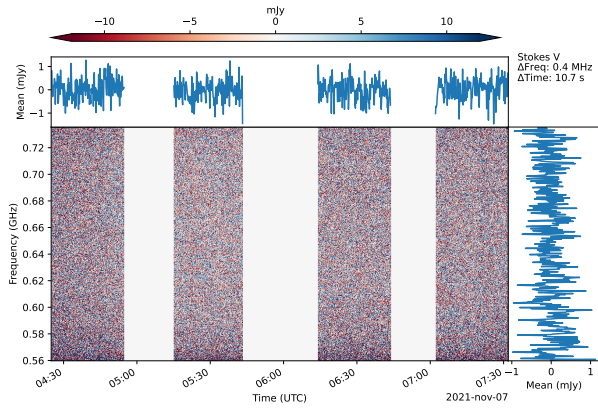 mJy
−10 −5 0 5 10
Stokes V
ΔFreq: 0.4 MHz
ΔTime: 10.7 s
Mean (mJy)
1
0
−1
Frequency (GHz)
0.72
0.70
0.68
0.66
0.64
0.62
0.60
0.58
0.56
04:30 05:00 05:30 06:00 06:30 07:00 07:30
Time (UTC)
2021-nov-07
−1 0 1
Mean (mJy)